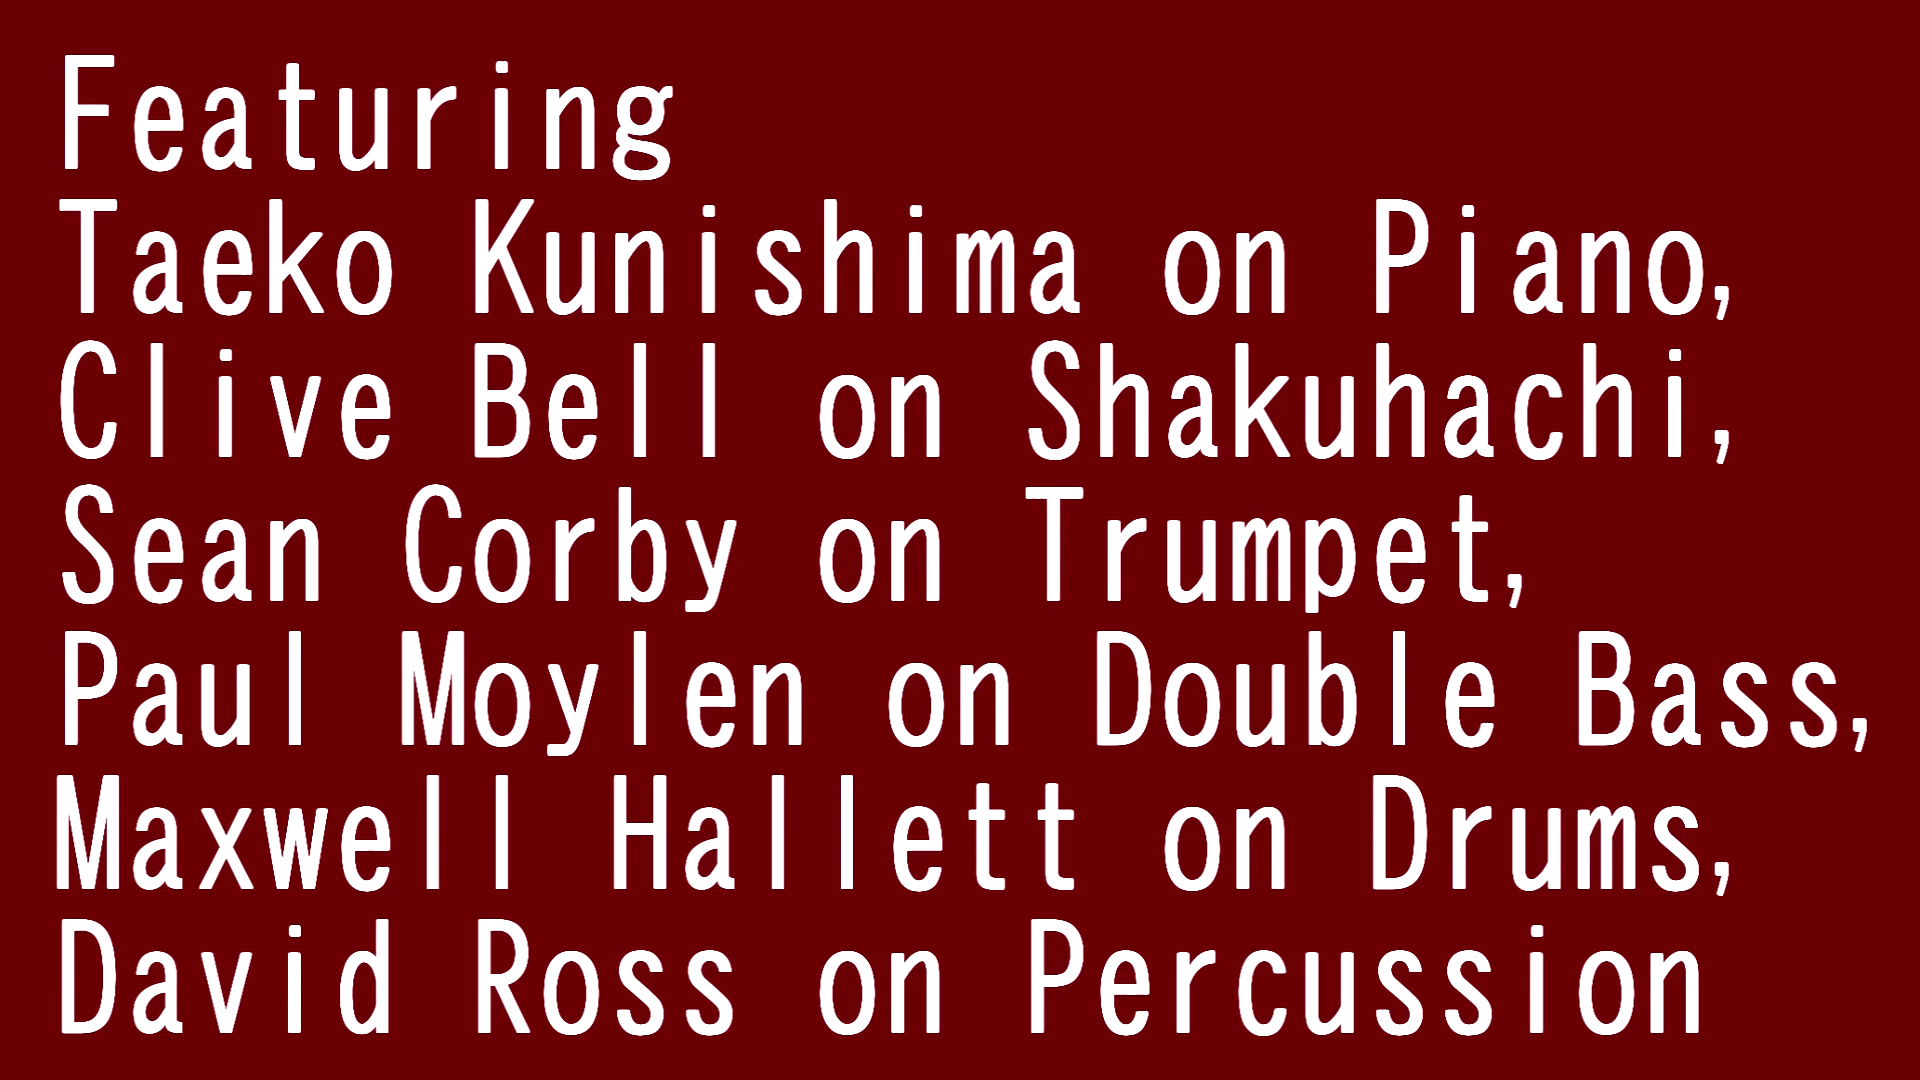 Featuring
Taeko Kunishima on Piano,
Clive Bell on Shakuhachi,
Sean Corby on Trumpet,
Paul Moylen on Double Bass,
Maxwell Hallett on Drums,
David Ross on Percussion